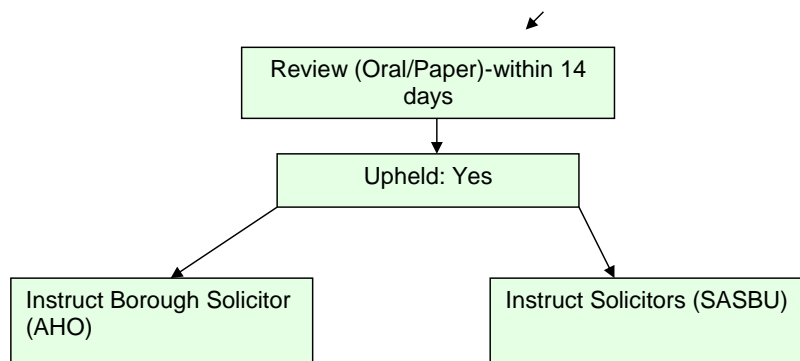 Review (Oral/Paper)-within 14
days
Upheld: Yes
Instruct Borough Solicitor
(AHO)
Instruct Solicitors (SASBU)